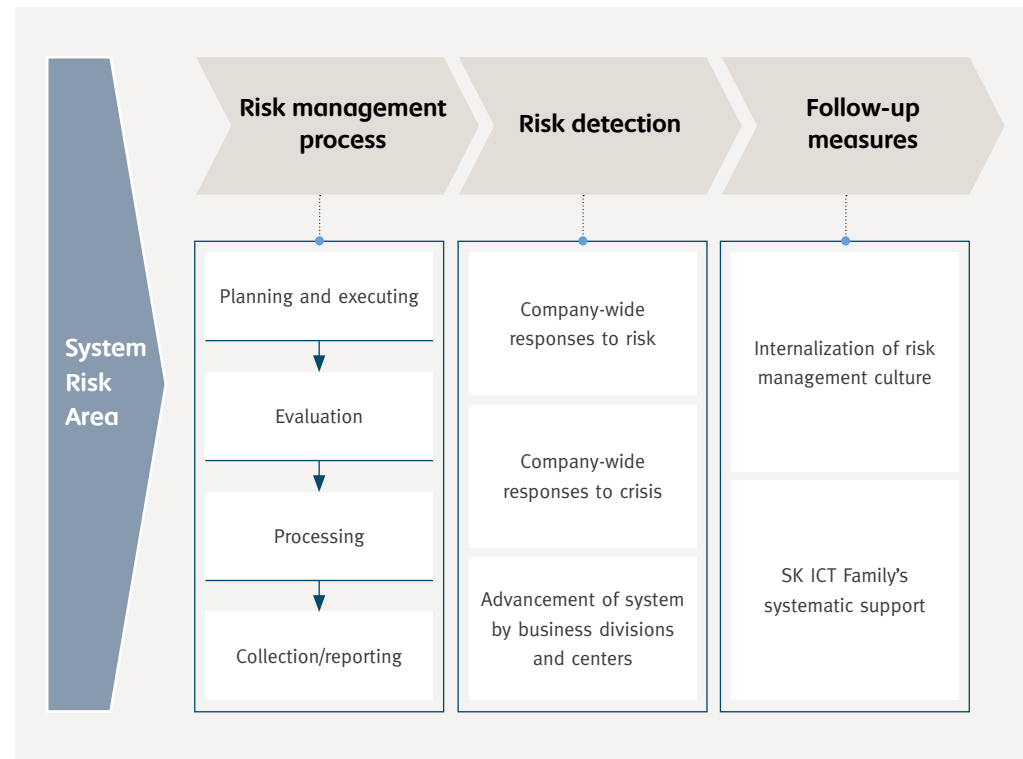 System
Risk
Area
Risk management
process
Planning and executing
Evaluation
Processing
Collection/reporting
Risk detection
Company-wide
responses to risk
Company-wide
responses to crisis
Advancement of system
by business divisions
and centers
Follow-up
measures
Internalization of risk
management culture
SK ICT Family’s
systematic support